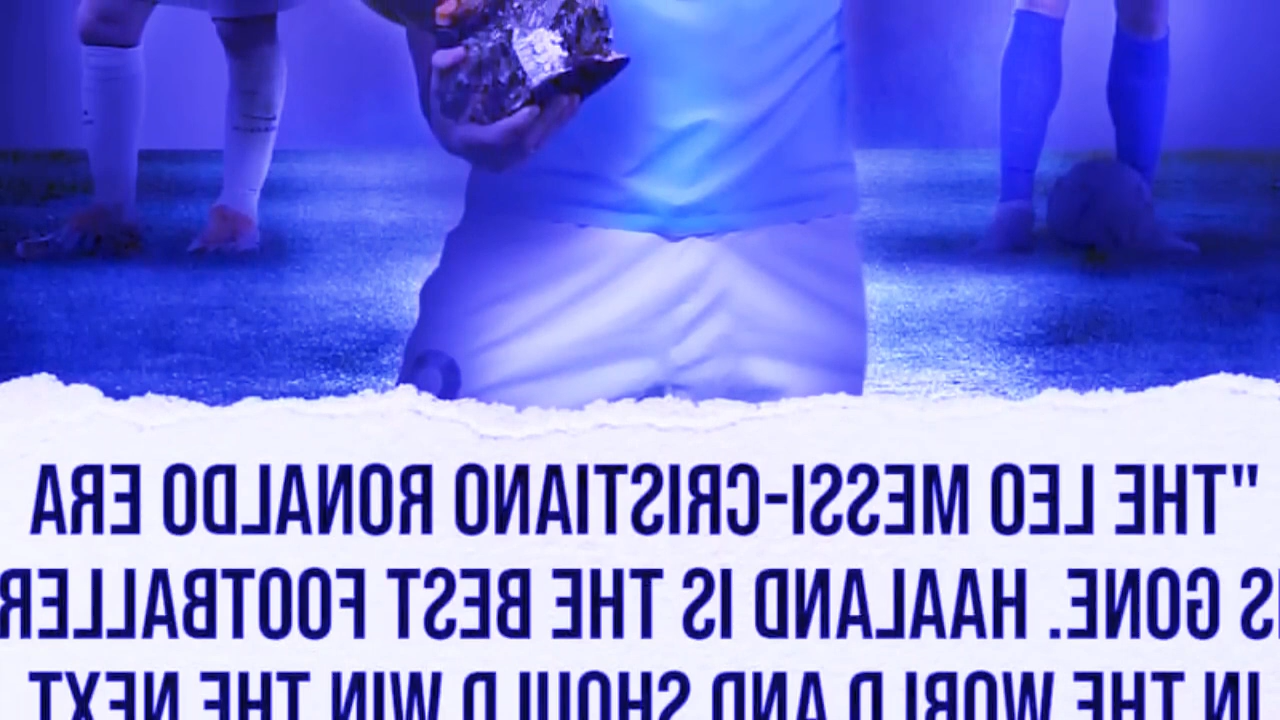 "THE LEO MESSI-CRISTIANO RONALDO ERA
IS GONE. HAALAND IS THE BEST FOOTBALLER
IN THE WORLD AND SHOULD WIN THE NEXT